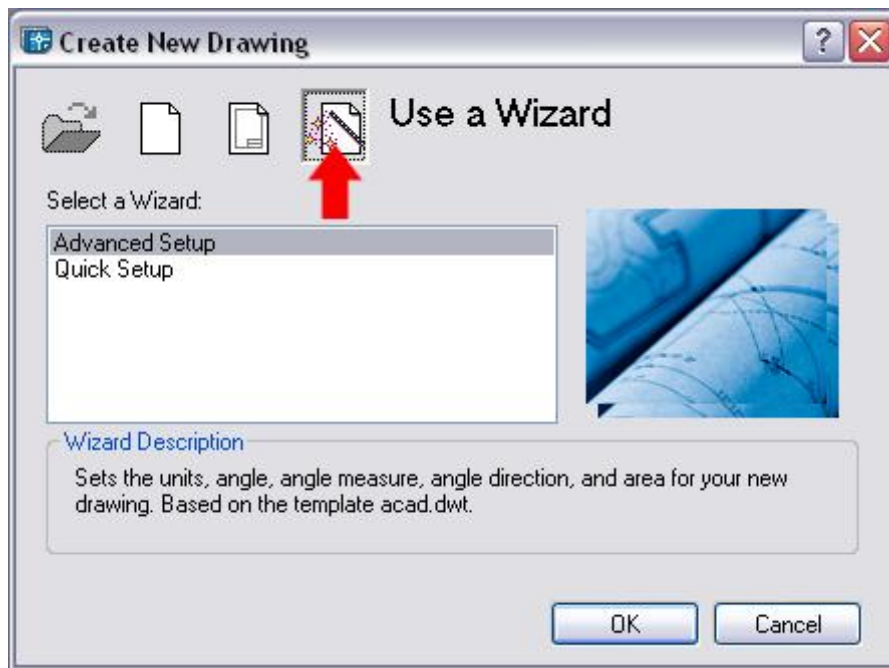 Create New Drawing
Use a Wizard
Select a Wizard:
Advanced Setup
Quick Setup
Wizard Description
Sets the units, angle, angle measure, angle direction, and area for your new
drawing. Based on the template acad.dwt.
OK
Cancel